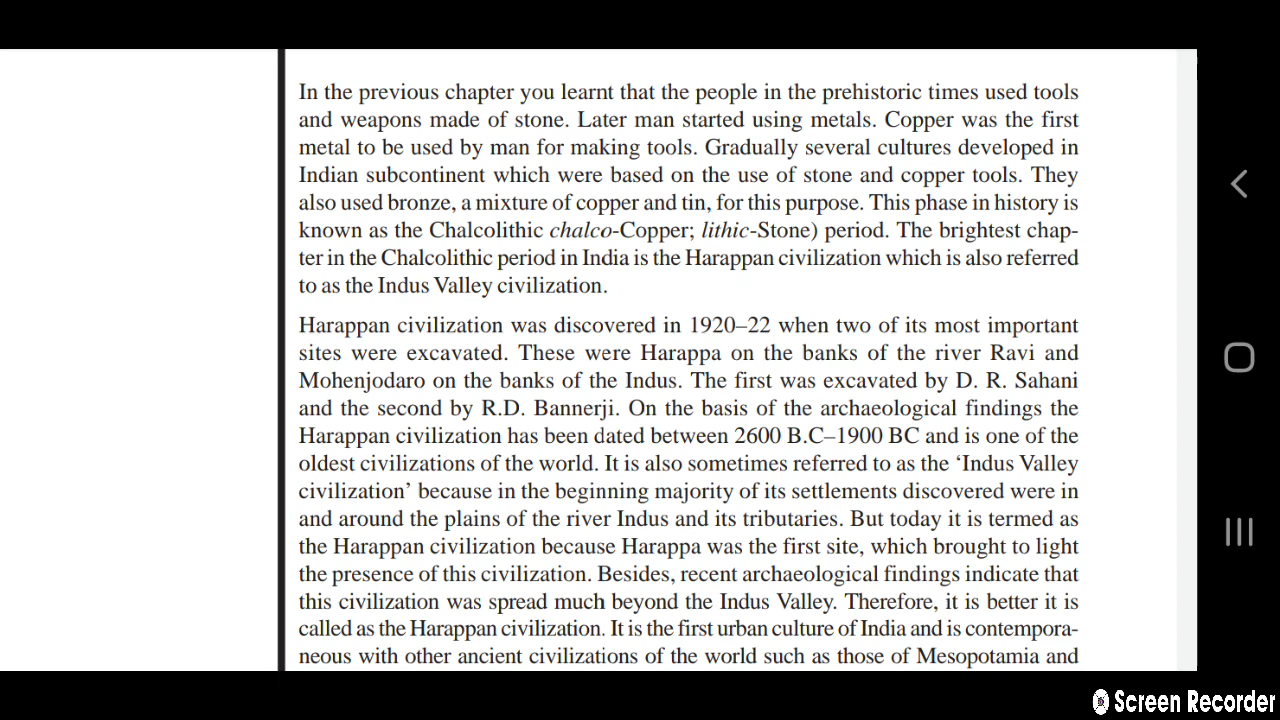 In the previous chapter you learnt that the people in the prehistoric times used tools
and weapons made of stone. Later man started using metals. Copper was the first
metal to be used by man for making tools. Gradually several cultures developed in
Indian subcontinent which were based on the use of stone and copper tools. They
also used bronze, a mixture of copper and tin, for this purpose. This phase in history is
known as the Chalcolithic chalco-Copper; lithic-Stone) period. The brightest chap-
ter in the Chalcolithic period in India is the Harappan civilization which is also referred
to as the Indus Valley civilization.
Harappan civilization was discovered in 1920–22 when two of its most important
sites were excavated. These were Harappa on the banks of the river Ravi and
Mohenjodaro on the banks of the Indus. The first was excavated by D. R. Sahani
and the second by R.D. Bannerji. On the basis of the archaeological findings the
Harappan civilization has been dated between 2600 B.C–1900 BC and is one of the
oldest civilizations of the world. It is also sometimes referred to as the ‘Indus Valley
civilization’ because in the beginning majority of its settlements discovered were in
and around the plains of the river Indus and its tributaries. But today it is termed as
the Harappan civilization because Harappa was the first site, which brought to light
the presence of this civilization. Besides, recent archaeological findings indicate that
this civilization was spread much beyond the Indus Valley. Therefore, it is better it is
called as the Harappan civilization. It is the first urban culture of India and is contempora-
neous with other ancient civilizations of the world such as those of Mesopotamia and
Screen Recorder